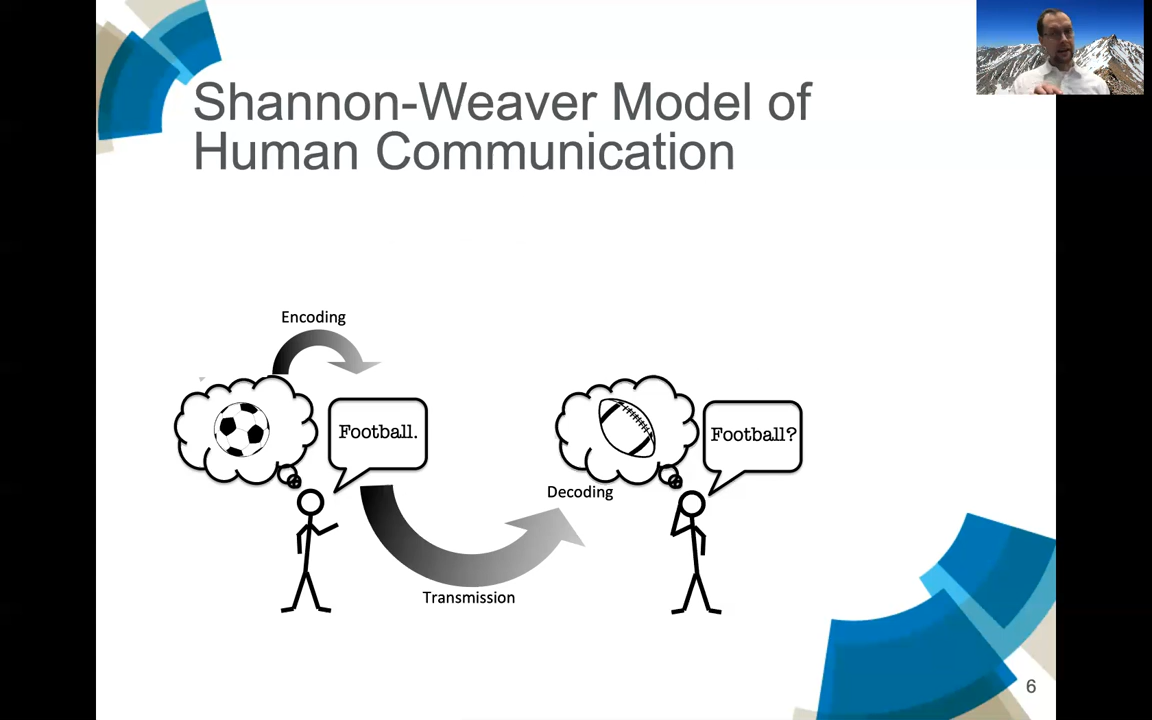 Shannon-Weaver Model of
Human Communication
Encoding
Football.
Football?
Decoding
Transmission
6